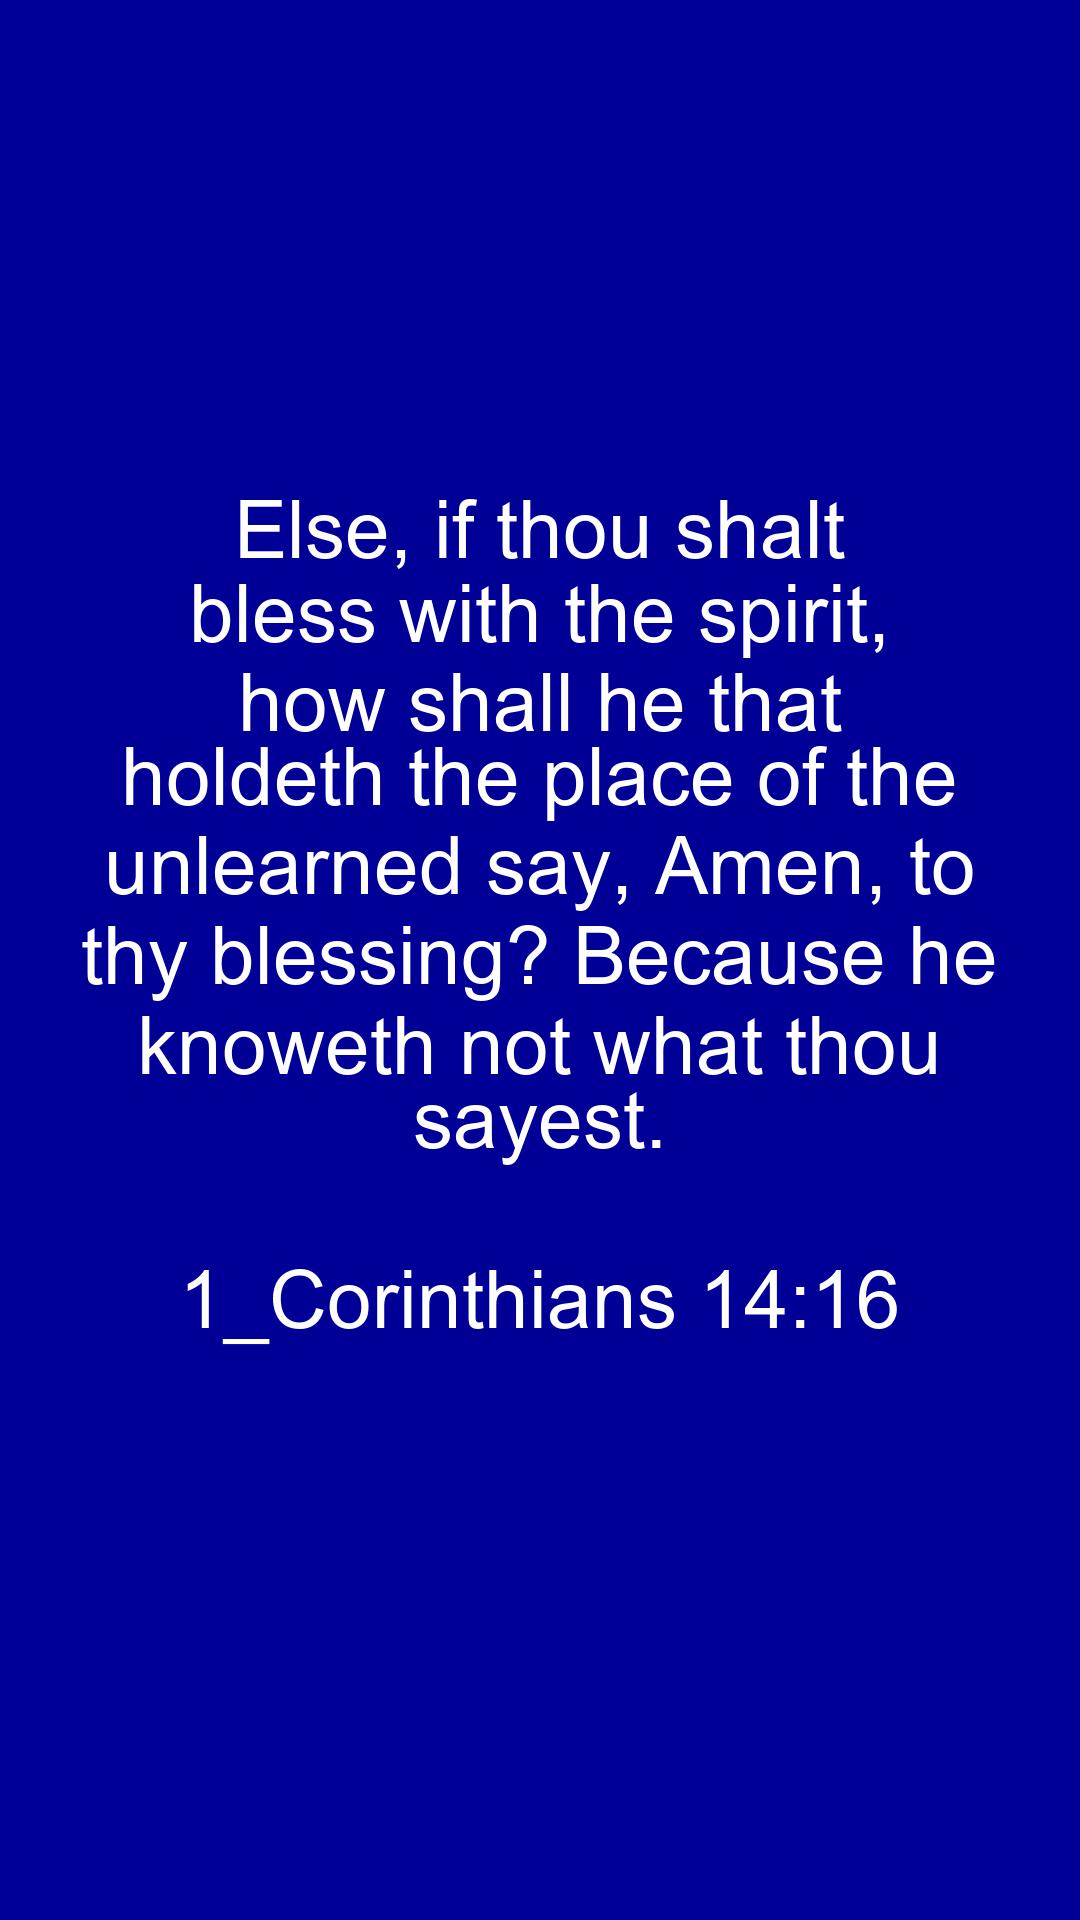 Else, if thou shalt
bless with the spirit,
how shall he that
holdeth the place of the
unlearned say, Amen, to
thy blessing? Because he
knoweth not what thou
sayest.
1_Corinthians 14:16